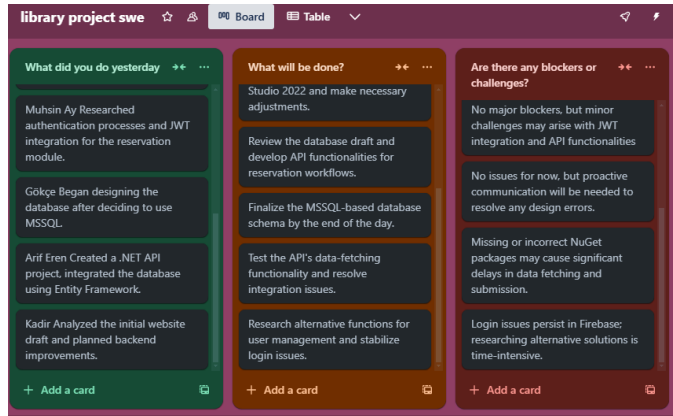 library project swe
Board
Table
What did you do yesterday
Muhsin Ay Researched
authentication processes and JWT
integration for the reservation
module.
Gökçe Began designing the
database after deciding to use
MSSQL.
Arif Eren Created a .NET API
project, integrated the database
using Entity Framework.
Kadir Analyzed the initial website
draft and planned backend
improvements.
+ Add a card
What will be done?
Studio 2022 and make necessary
adjustments.
Review the database draft and
develop API functionalities for
reservation workflows.
Finalize the MSSQL-based database
schema by the end of the day.
Test the API's data-fetching
functionality and resolve
integration issues.
Research alternative functions for
user management and stabilize
login issues.
+ Add a card
Are there any blockers or
challenges?
No major blockers, but minor
challenges may arise with JWT
integration and API functionalities
No issues for now, but proactive
communication will be needed to
resolve any design errors.
Missing or incorrect NuGet
packages may cause significant
delays in data fetching and
submission.
Login issues persist in Firebase;
researching alternative solutions is
time-intensive.
+ Add a card